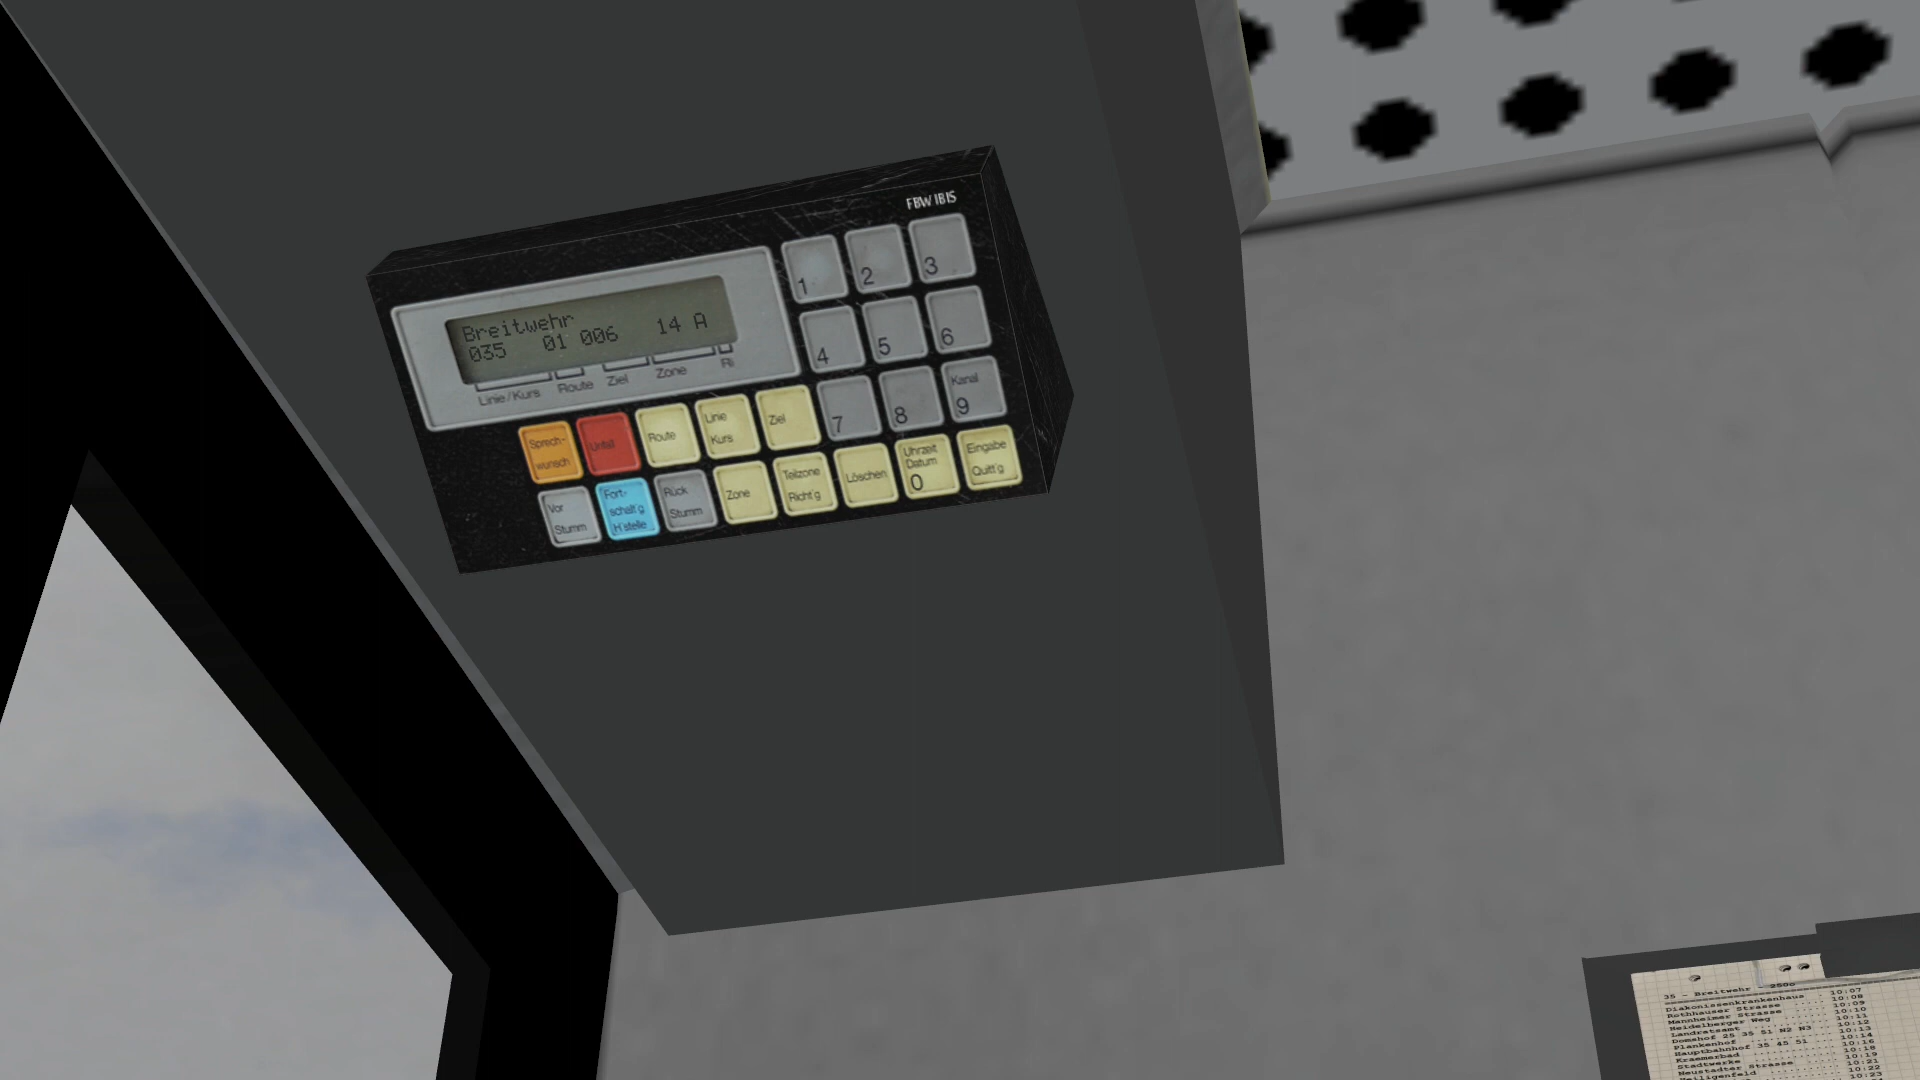 FBW IBIS
Breitwehr
035 01 006 14 A
Linie/Kurs Route Ziel Zone Ri
1 2 3
4 5 6
7 8 Kanal 9
Sprech-
wunsch
Unfall
Route
Linie
Kurs
Ziel
Vor
Stumm
Fort-
schalt'g
H'stelle
Rück
Stumm
Zone
Teilzone
Richt'g
Löschen
Uhrzeit
Datum
0
Eingabe
Quitt'g
35 - Breitwehr - 2500
Diakonissenkrankenhaus 10:07
Rothhauser Strasse 10:08
Mannheimer Strasse 10:09
Heidelberger Weg 10:10
Landratsamt 10:11
Domshof 25 35 51 N2 N3 10:12
Plankenhof 10:13
Hauptbahnhof 35 45 51 10:14
Kraemerbad 10:16
Stadtwerke 10:18
Neustadter Strasse 10:19
Heiligenfeld 10:21
10:22
10:23